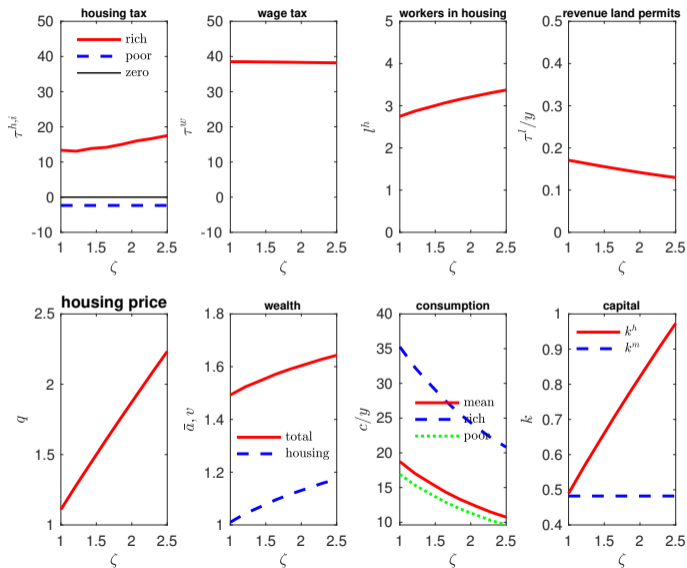 housing tax
50
40
30
20
10
0
-10
τ^{h,i}
rich
poor
zero
1 1.5 2 2.5
ζ
wage tax
50
40
30
20
10
0
-10
τ^w
1 1.5 2 2.5
ζ
workers in housing
5
4
3
2
1
0
l^h
1 1.5 2 2.5
ζ
revenue land permits
0.5
0.4
0.3
0.2
0.1
0
τ^l/y
1 1.5 2 2.5
ζ
housing price
2.5
2
1.5
1
q
1 1.5 2 2.5
ζ
wealth
1.8
1.6
1.4
1.2
1
ā, v
total
housing
1 1.5 2 2.5
ζ
consumption
40
35
30
25
20
15
10
c/y
mean
rich
poor
1 1.5 2 2.5
ζ
capital
1
0.9
0.8
0.7
0.6
0.5
0.4
k
k^h
k^m
1 1.5 2 2.5
ζ